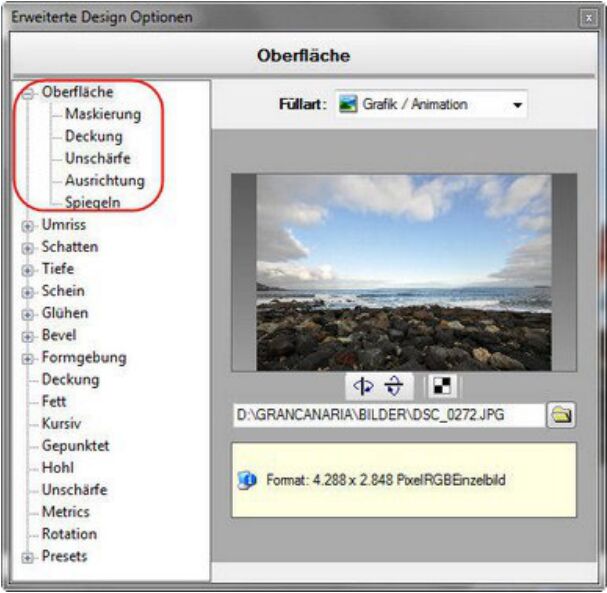 Erweiterte Design Optionen
Oberfläche
Oberfläche
Maskierung
Deckung
Unschärfe
Ausrichtung
Spiegeln
Umriss
Schatten
Tiefe
Schein
Glühen
Bevel
Formgebung
Deckung
Fett
Kursiv
Gepunktet
Hohl
Unschärfe
Metrics
Rotation
Presets
Füllart: Grafik / Animation
D:\GRANCANARIA\BILDER\DSC_0272.JPG
Format: 4.288 x 2.848 PixelRGBEinzelbild